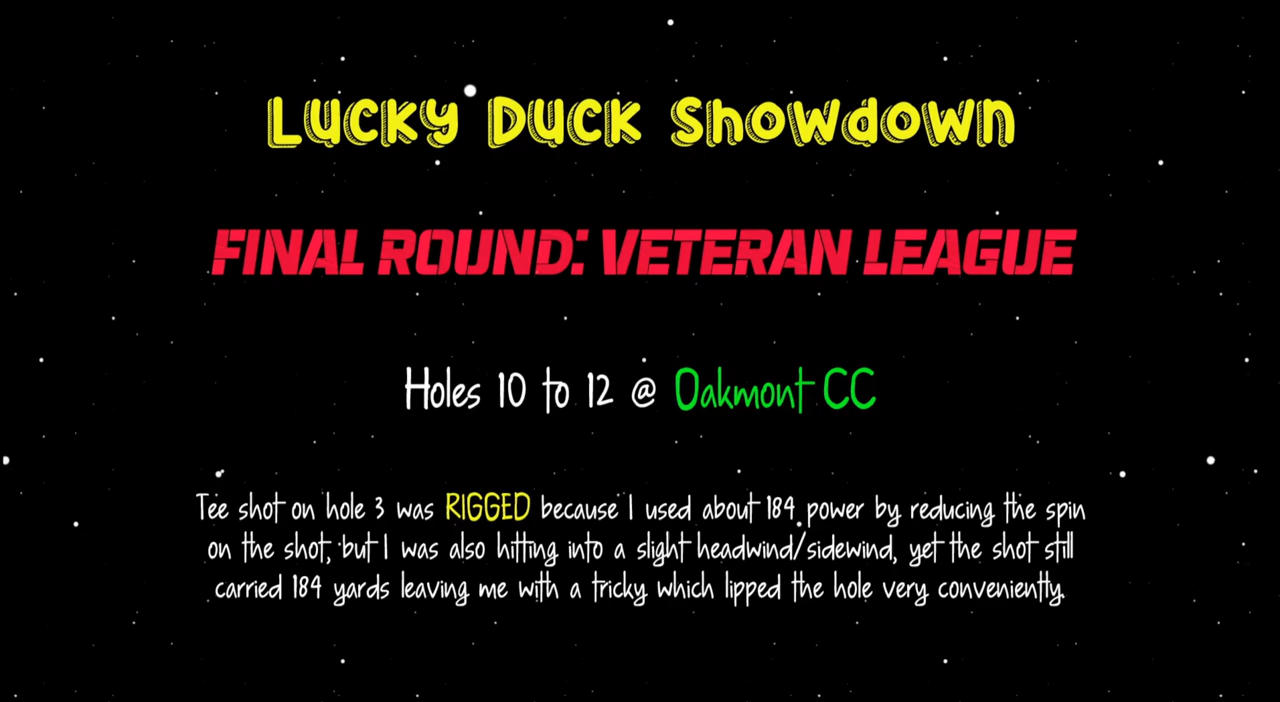 Lucky Duck Showdown
FINAL ROUND: VETERAN LEAGUE
Holes 10 to 12 @ Oakmont CC
Tee shot on hole 3 was RIGGED because I used about 184 power by reducing the spin
on the shot, but I was also hitting into a slight headwind/sidewind, yet the shot still
carried 184 yards leaving me with a tricky which lipped the hole very conveniently.